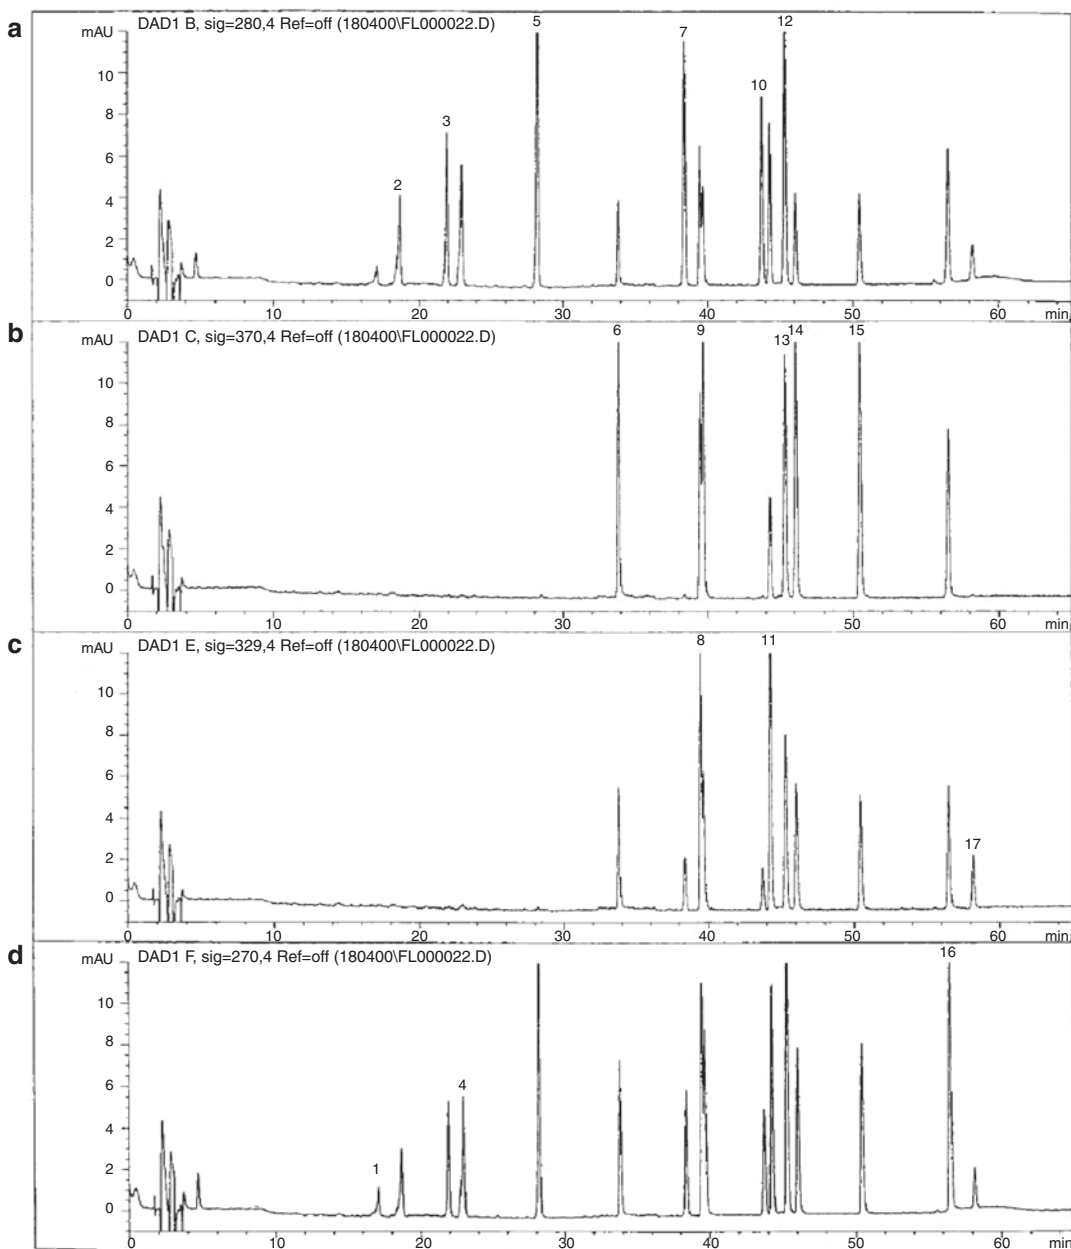 a
DAD1 B, sig=280,4 Ref=off (180400\FL000022.D)
mAU
5
7
12
10
3
2
10
8
6
4
2
0
0 10 20 30 40 50 60 min
b
DAD1 C, sig=370,4 Ref=off (180400\FL000022.D)
mAU
6
9
13
14
15
10
8
6
4
2
0
0 10 20 30 40 50 60 min
c
DAD1 E, sig=329,4 Ref=off (180400\FL000022.D)
mAU
8
11
17
10
8
6
4
2
0
0 10 20 30 40 50 60 min
d
DAD1 F, sig=270,4 Ref=off (180400\FL000022.D)
mAU
16
4
1
10
8
6
4
2
0
0 10 20 30 40 50 60 min